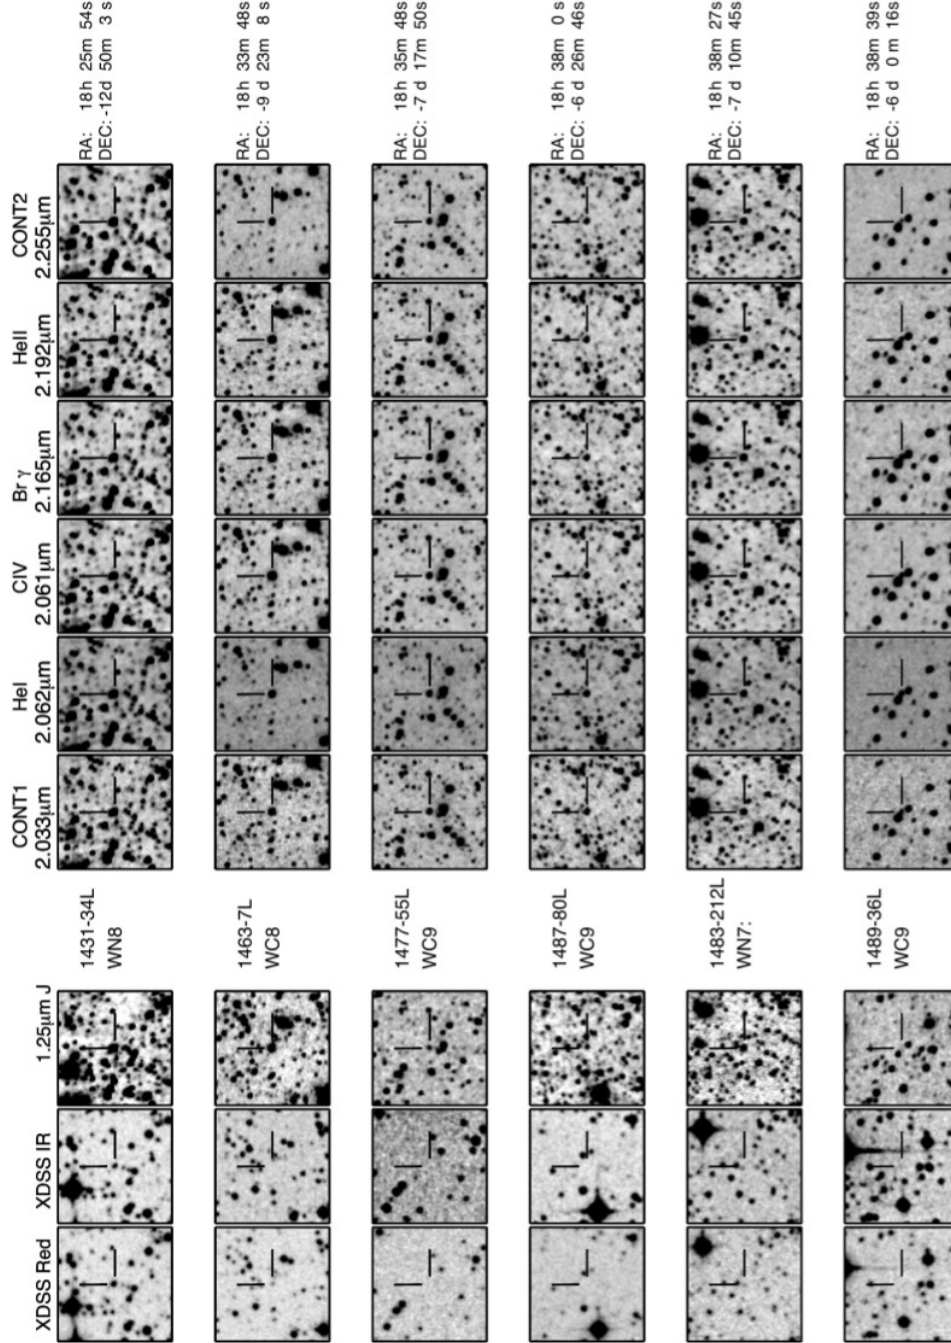 XDSS Red XDSS IR 1.25μm J CONT1 HeI CIV Br γ HeII CONT2
2.033μm 2.062μm 2.061μm 2.165μm 2.192μm 2.255μm
1431-34L
WN8
RA: 18h 25m 54s
DEC: -12d 50m 3 s
1463-7L
WC8
RA: 18h 33m 48s
DEC: -9 d 23m 8 s
1477-55L
WC9
RA: 18h 35m 48s
DEC: -7 d 17m 50s
1487-80L
WC9
RA: 18h 38m 0 s
DEC: -6 d 26m 46s
1483-212L
WN7:
RA: 18h 38m 27s
DEC: -7 d 10m 45s
1489-36L
WC9
RA: 18h 38m 39s
DEC: -6 d 0 m 16s